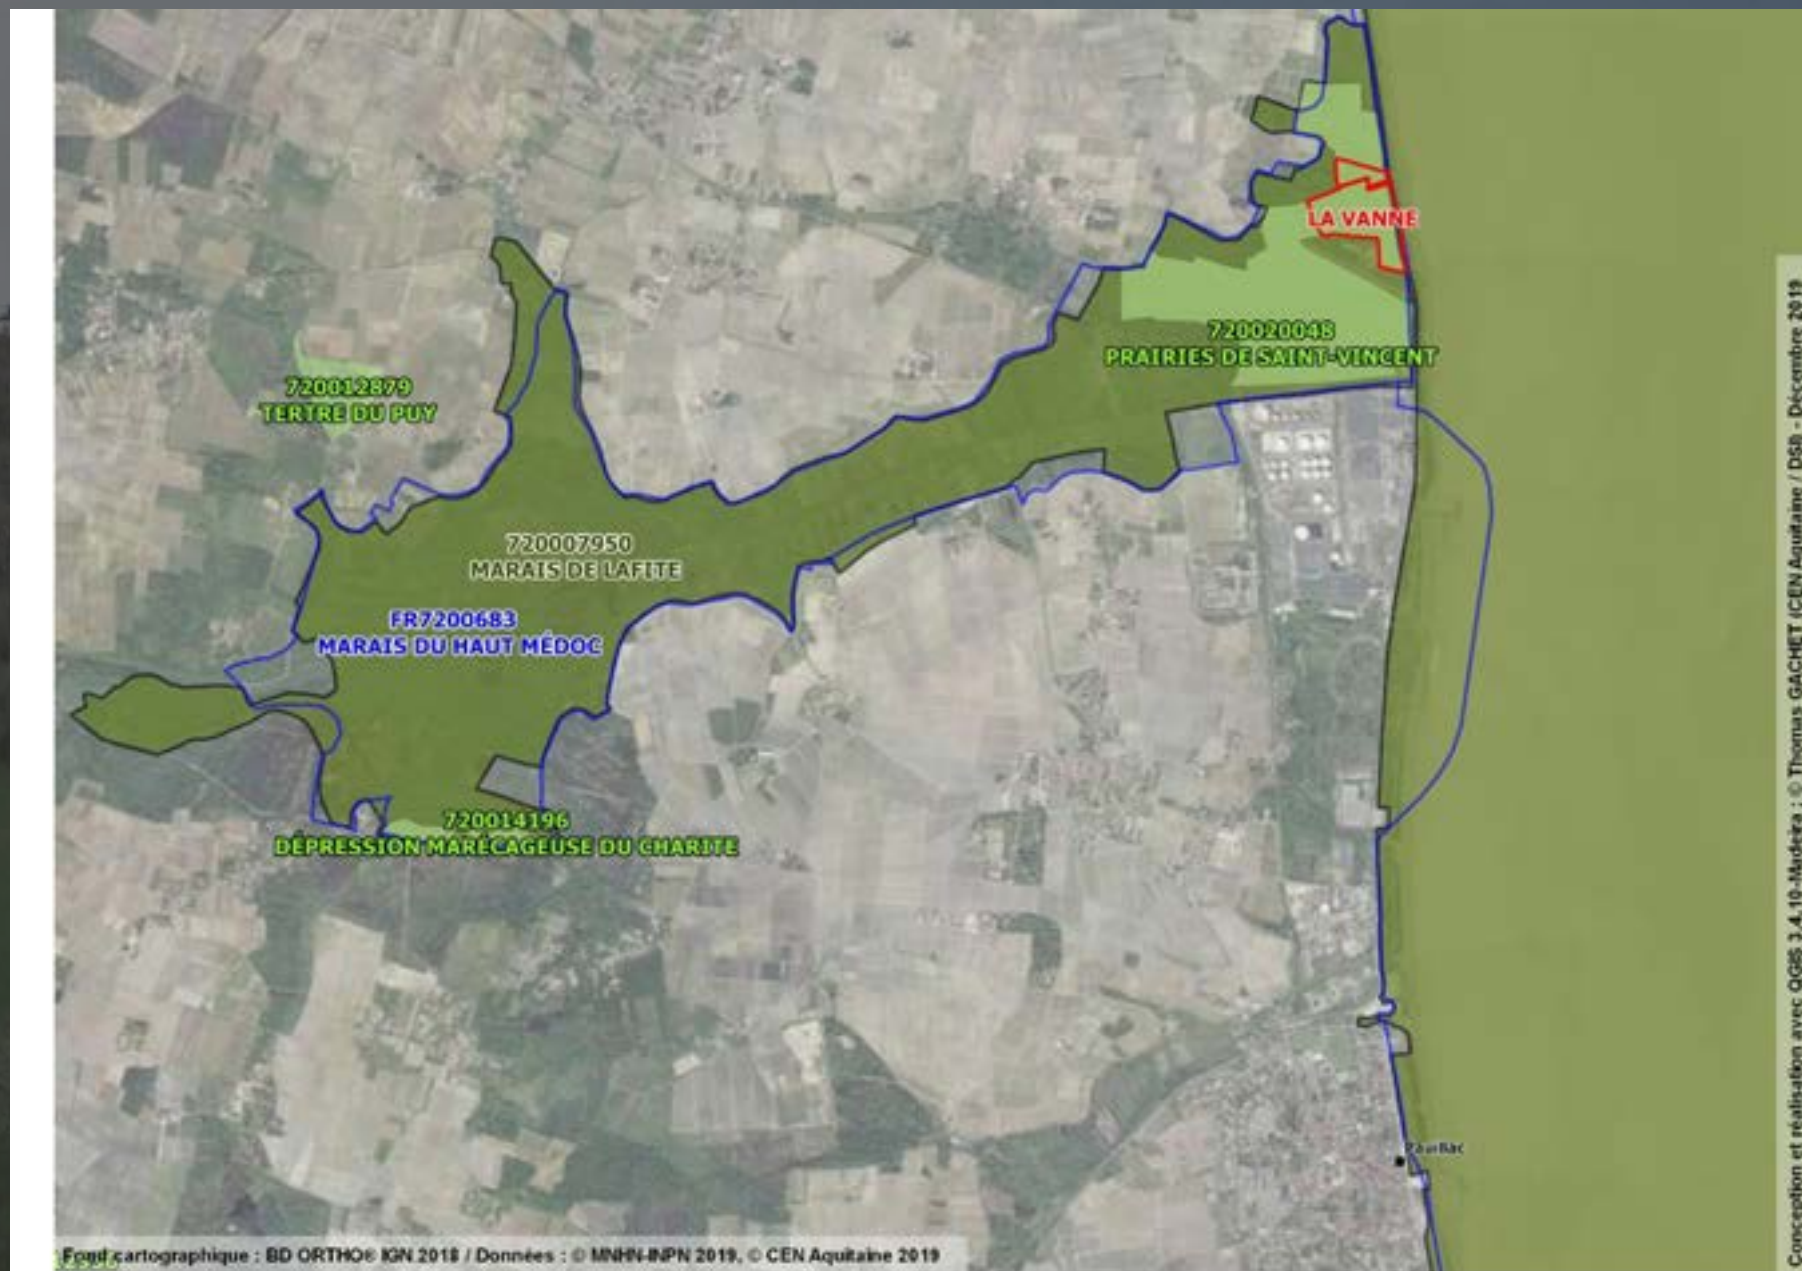 LA VANNE
720020048
PRAIRIES DE SAINT-VINCENT
720012879
TERTRE DU PUY
720007950
MARAIS DE LAFITE
FR7200683
MARAIS DU HAUT MÉDOC
720014196
DÉPRESSION MARÉCAGEUSE DU CHARITE
Pauillac
Fond cartographique : BD ORTHO® IGN 2018 / Données : © MNHN-INPN 2019, © CEN Aquitaine 2019
Conception et réalisation avec QGIS 3.4.10-Madeira : © Thomas GACHET (CEN Aquitaine / DSI) - Décembre 2019